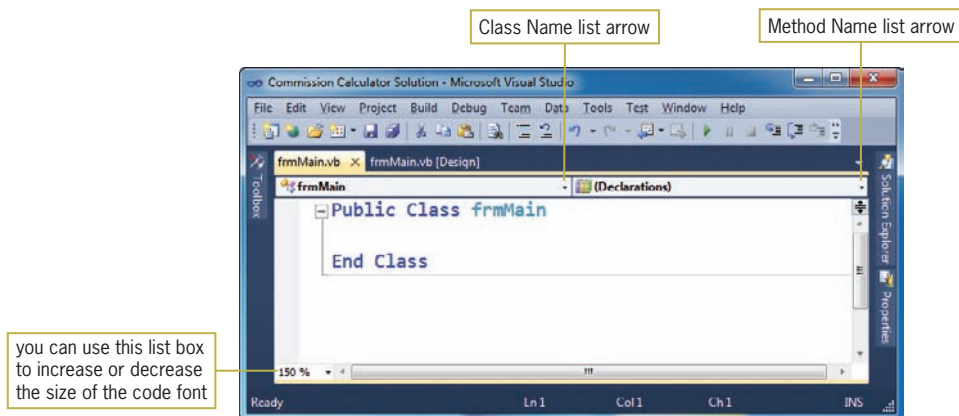 Class Name list arrow
Method Name list arrow
Commission Calculator Solution - Microsoft Visual Studio
File Edit View Project Build Debug Team Data Tools Test Window Help
frmMain.vb × frmMain.vb [Design]
Toolbox
frmMain (Declarations)
Public Class frmMain
End Class
Solution Explorer
Properties
you can use this list box
to increase or decrease
the size of the code font
150 %
Ready Ln 1 Col 1 Ch 1 INS